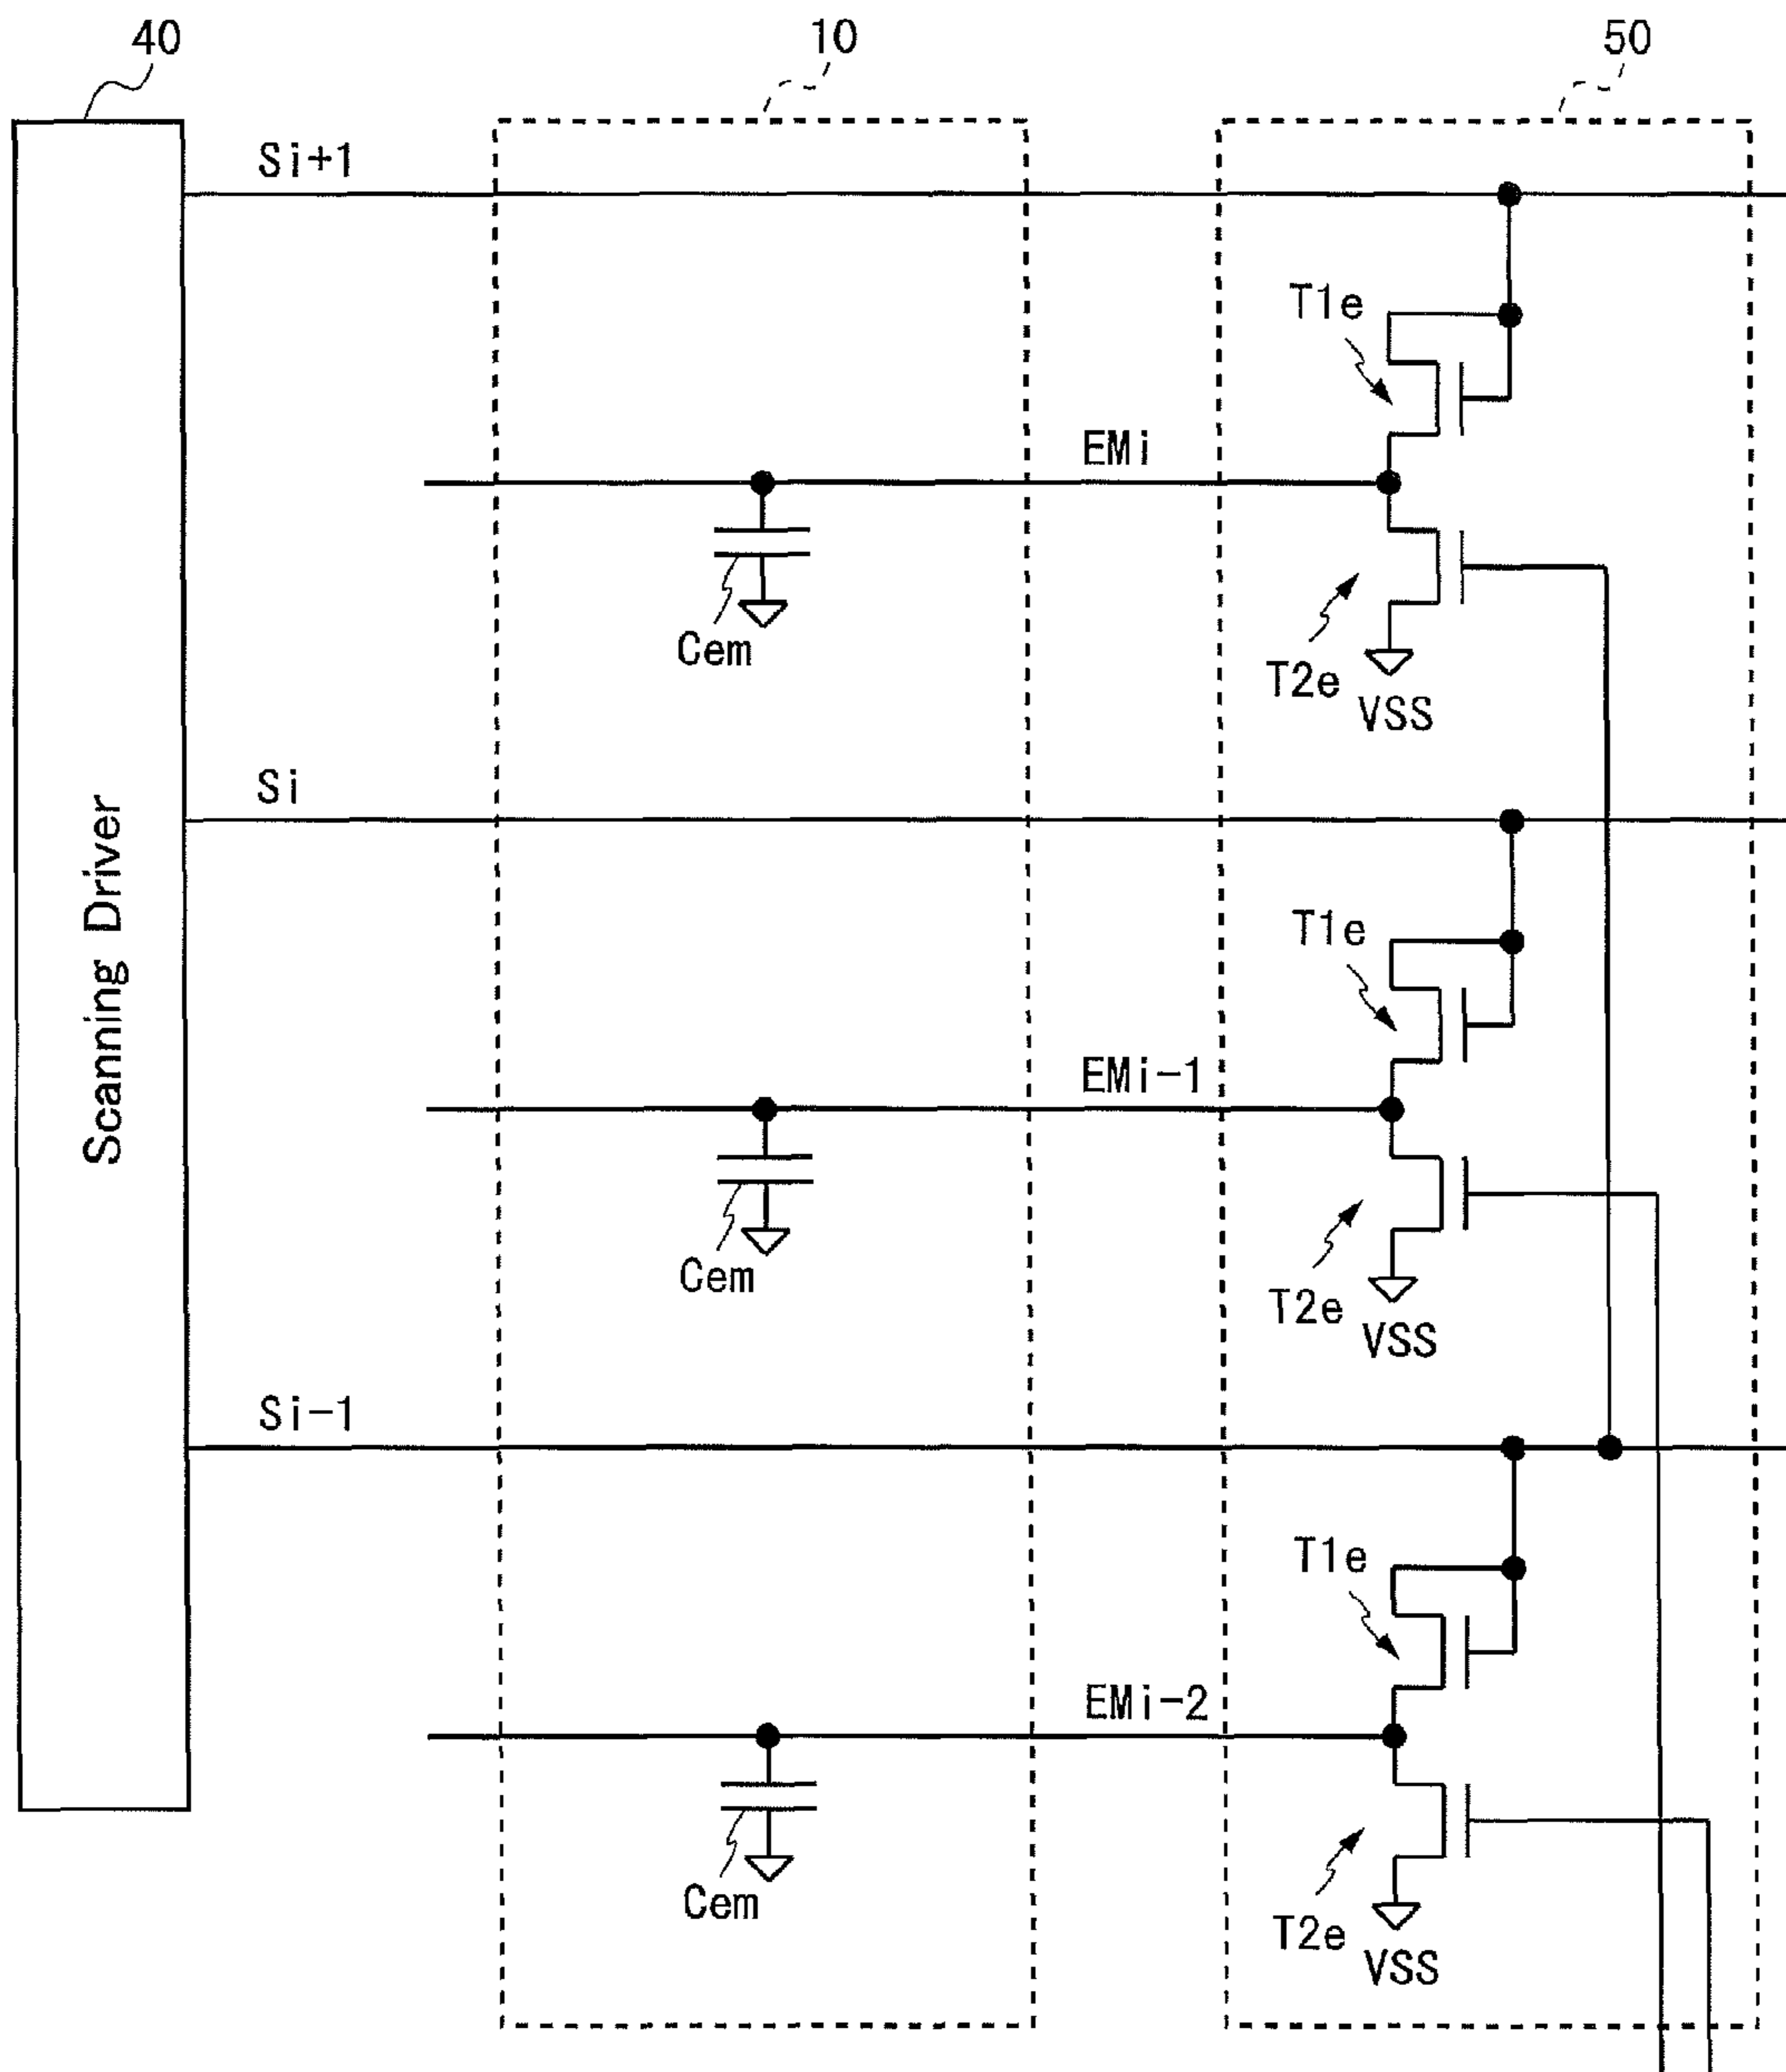 40
10
50
Si+1
T1e
EMi
Cem
T2e
VSS
Si
Scanning Driver
T1e
EMi-1
Cem
T2e
VSS
Si-1
T1e
EMi-2
Cem
T2e
VSS